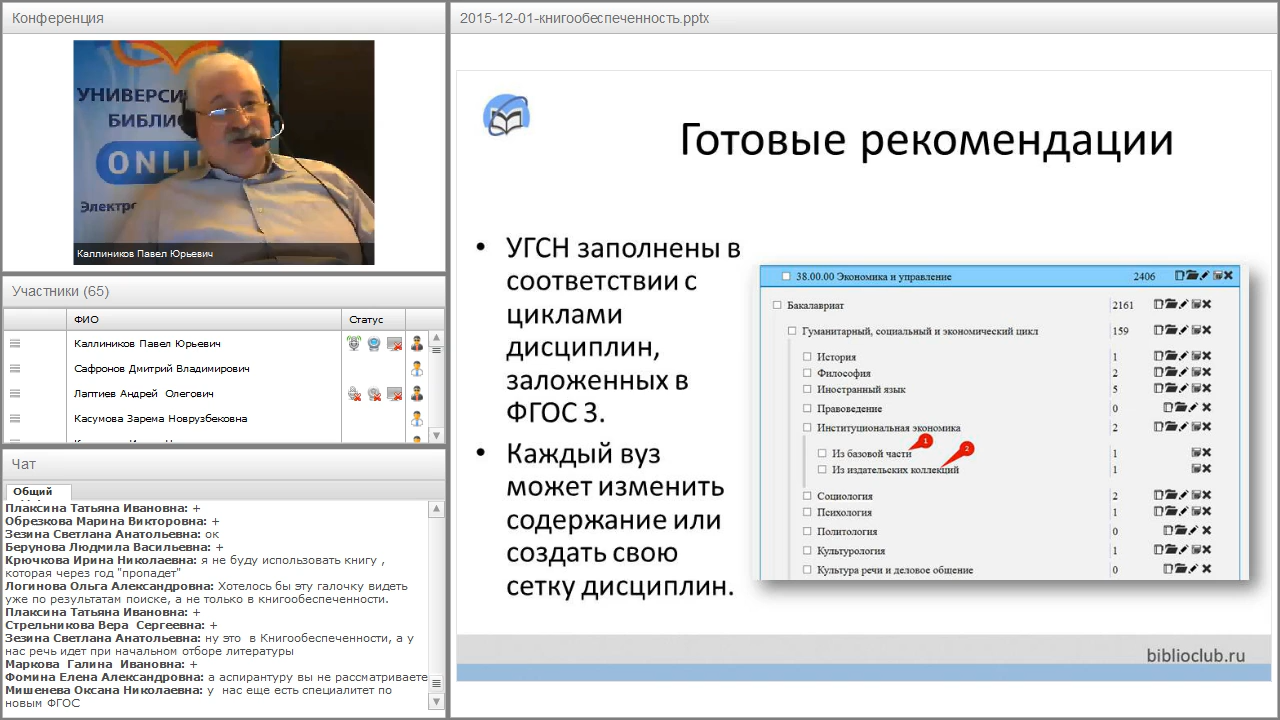 Конференция
УНИВЕРСИ
БИБЛИО
ONLI
Электро
Каллиников Павел Юрьевич
Участники (65)
ФИО Статус
Каллиников Павел Юрьевич
Сафронов Дмитрий Владимирович
Лаптиев Андрей Олегович
Касумова Зарема Новрузбековна
Чат
Общий
Плаксина Татьяна Ивановна: +
Обрезкова Марина Викторовна: +
Зезина Светлана Анатольевна: ок
Берунова Людмила Васильевна: +
Крючкова Ирина Николаевна: я не буду использовать книгу ,
которая через год "пропадет"
Логинова Ольга Александровна: Хотелось бы эту галочку видеть
уже по результатам поиске, а не только в книгообеспеченности.
Плаксина Татьяна Ивановна: +
Стрельникова Вера Сергеевна: +
Зезина Светлана Анатольевна: ну это в Книгообеспеченности, а у
нас речь идет при начальном отборе литературы
Маркова Галина Ивановна: +
Фомина Елена Александровна: а аспирантуру вы не рассматриваете
Мишенева Оксана Николаевна: у нас еще есть специалитет по
новым ФГОС
2015-12-01-книгообеспеченность.pptx
Готовые рекомендации
• УГСН заполнены в
соответствии с
циклами
дисциплин,
заложенных в
ФГОС 3.
• Каждый вуз
может изменить
содержание или
создать свою
сетку дисциплин.
38.00.00 Экономика и управление 2406
Бакалавриат 2161
Гуманитарный, социальный и экономический цикл 159
История 1
Философия 2
Иностранный язык 5
Правоведение 0
Институциональная экономика 2
1
2
Из базовой части 1
Из издательских коллекций 1
Социология 2
Психология 1
Политология 0
Культурология 1
Культура речи и деловое общение 0
biblioclub.ru